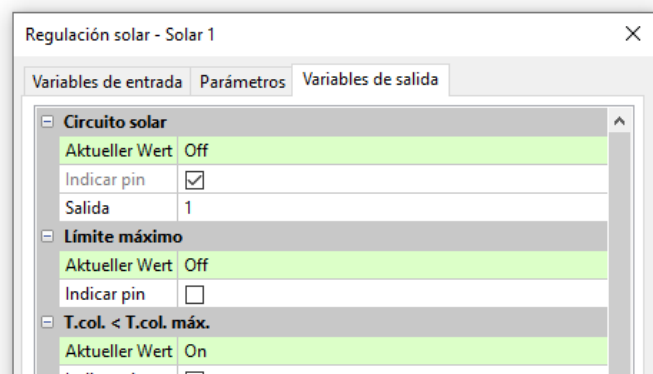 Regulación solar - Solar 1
Variables de entrada Parámetros Variables de salida
Circuito solar
Aktueller Wert Off
Indicar pin
Salida 1
Límite máximo
Aktueller Wert Off
Indicar pin
T.col. < T.col. máx.
Aktueller Wert On